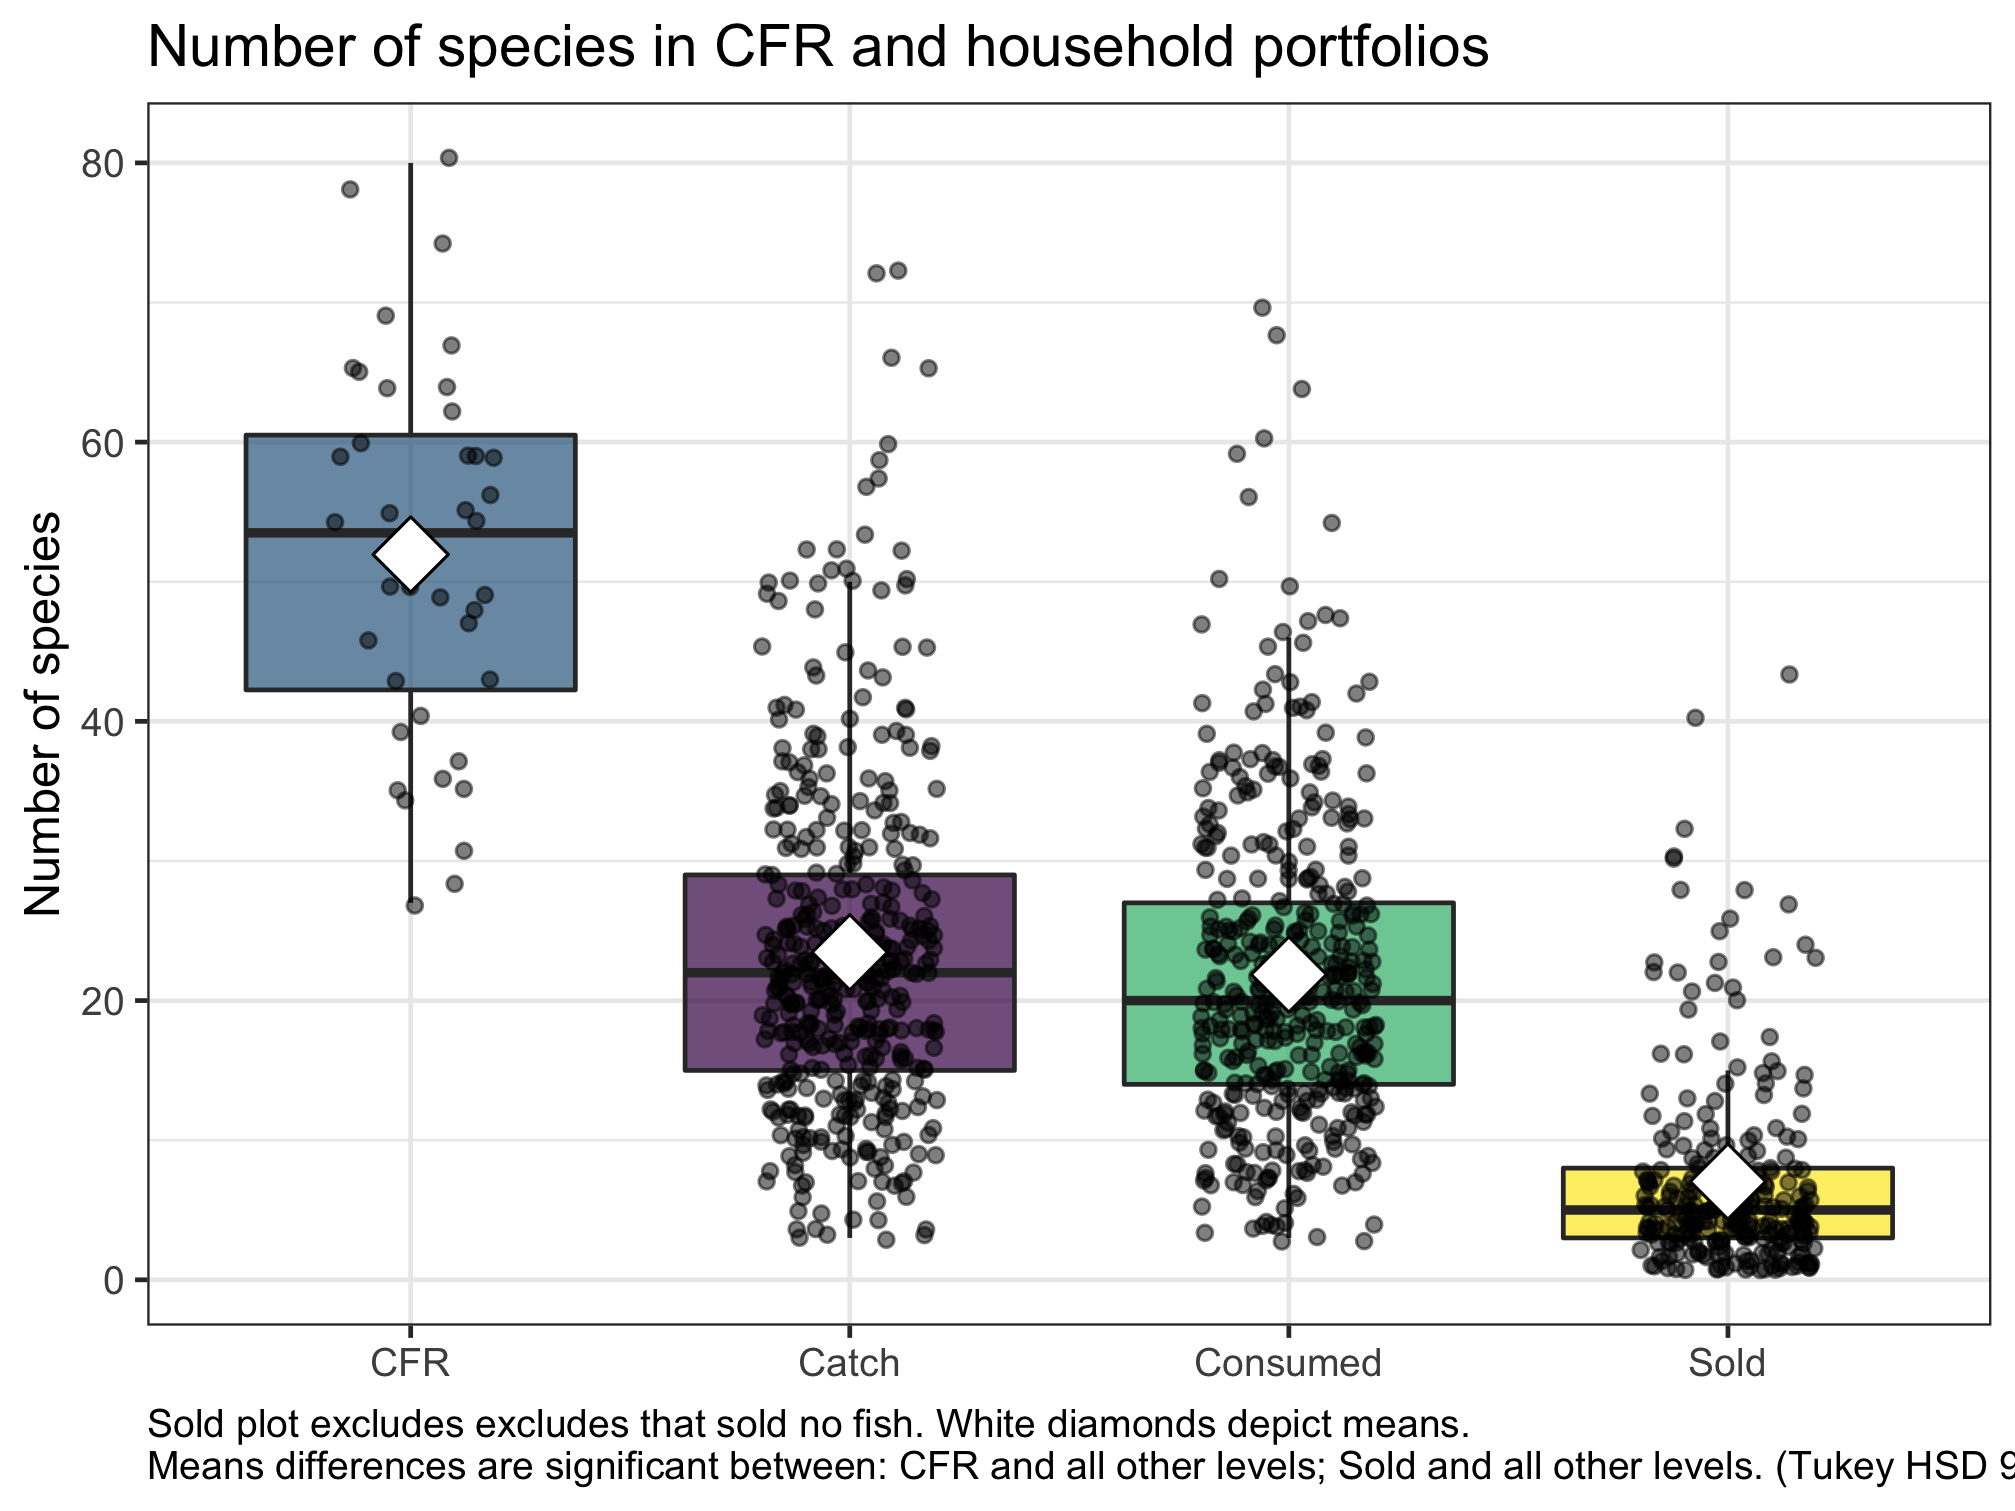 Number of species in CFR and household portfolios
Number of species
80
60
40
20
0
CFR Catch Consumed Sold
Sold plot excludes excludes that sold no fish. White diamonds depict means.
Means differences are significant between: CFR and all other levels; Sold and all other levels. (Tukey HSD 9